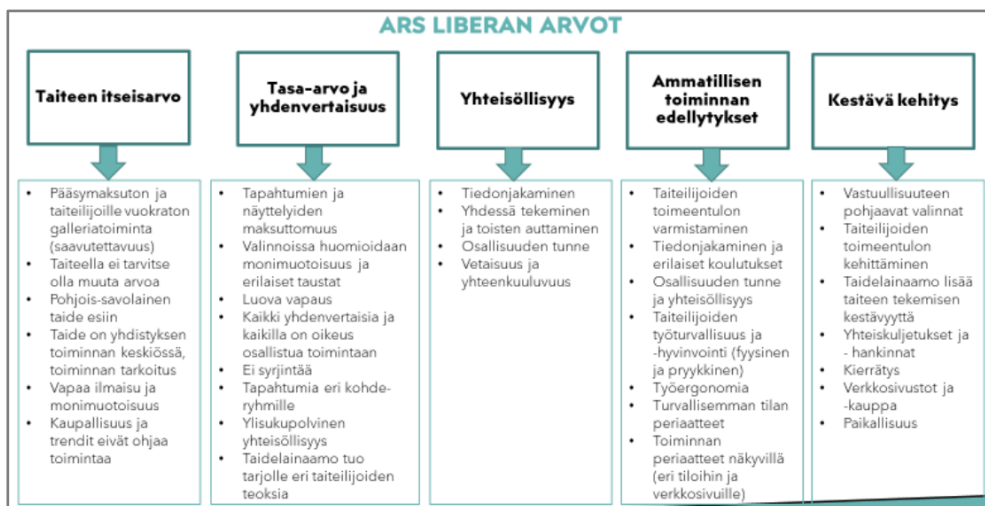 ARS LIBERAN ARVOT
Taiteen itseisarvo
• Pääsymaksuton ja
taiteilijoille vuokraton
galleriatoiminta
(saavutettavuus)
• Taiteella ei tarvitse
olla muuta arvoa
• Pohjois-savolainen
taide esiin
• Taide on yhdistyksen
toiminnan keskiössä,
toiminnan tarkoitus
• Vapaa ilmaisu ja
monimuotoisuus
• Kaupallisuus ja
trendit eivät ohjaa
toimintaa
Tasa-arvo ja
yhdenvertaisuus
• Tapahtumien ja
näyttelyiden
maksuttomuus
• Valinnoissa huomioidaan
monimuotoisuus ja
erilaiset taustat
• Luova vapaus
• Kaikki yhdenvertaisia ja
kaikilla on oikeus
osallistua toimintaan
• Ei syrjintää
• Tapahtumia eri kohde-
ryhmille
• Ylisukupolvinen
yhteisöllisyys
• Taidelainaamo tuo
tarjolle eri taiteilijoiden
teoksia
Yhteisöllisyys
• Tiedonjakaminen
• Yhdessä tekeminen
ja toisten auttaminen
• Osallisuuden tunne
• Vetaisuus ja
yhteenkuuluvuus
Ammatillisen
toiminnan
edellytykset
• Taiteilijoiden
toimeentulon
varmistaminen
• Tiedonjakaminen ja
erilaiset koulutukset
• Osallisuuden tunne
ja yhteisöllisyys
• Taiteilijoiden
työturvallisuus ja
-hyvinvointi (fyysinen
ja pryykkinen)
• Työergonomia
• Turvallisemman tilan
periaatteet
• Toiminnan
periaatteet näkyvillä
(eri tiloihin ja
verkkosivuille)
Kestävä kehitys
• Vastuullisuuteen
pohjaavat valinnat
• Taiteilijoiden
toimeentulon
kehittäminen
• Taidelainaamo lisää
taiteen tekemisen
kestävyyttä
• Yhteiskuljetukset ja
- hankinnat
• Kierrätys
• Verkkosivustot ja
-kauppa
• Paikallisuus